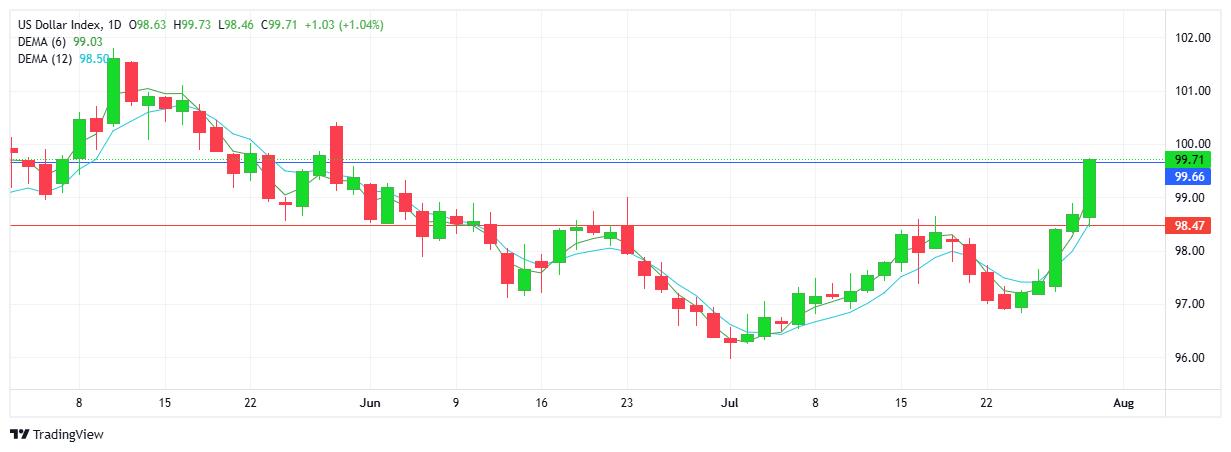 US Dollar Index, 1D O98.63 H99.73 L98.46 C99.71 +1.03 (+1.04%)
DEMA (6) 99.03
DEMA (12) 98.50
102.00
101.00
100.00
99.71
99.66
99.00
98.47
98.00
97.00
96.00
8 15 22 Jun 9 16 23 Jul 8 15 22 Aug
TradingView